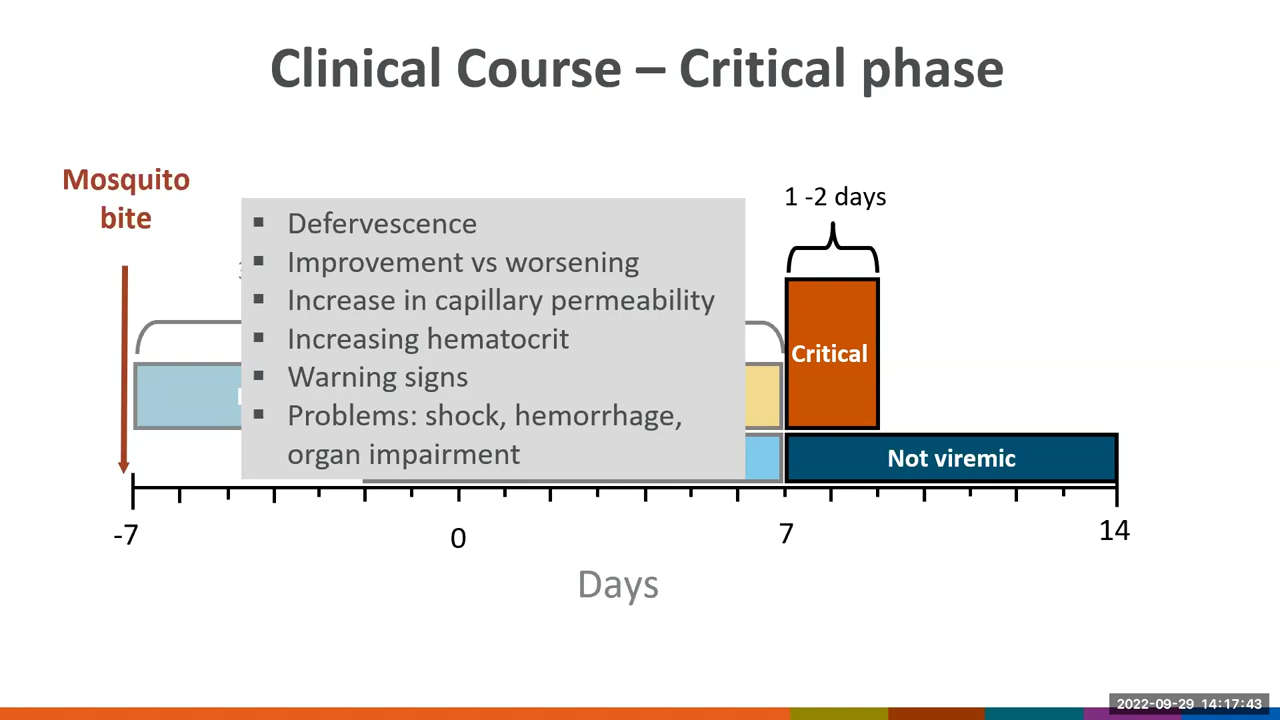 Clinical Course – Critical phase
Mosquito
bite
1 -2 days
▪ Defervescence
▪ Improvement vs worsening
▪ Increase in capillary permeability
▪ Increasing hematocrit
▪ Warning signs
▪ Problems: shock, hemorrhage,
organ impairment
Critical
Not viremic
-7
0
7
14
Days
2022-09-29 14:17:43